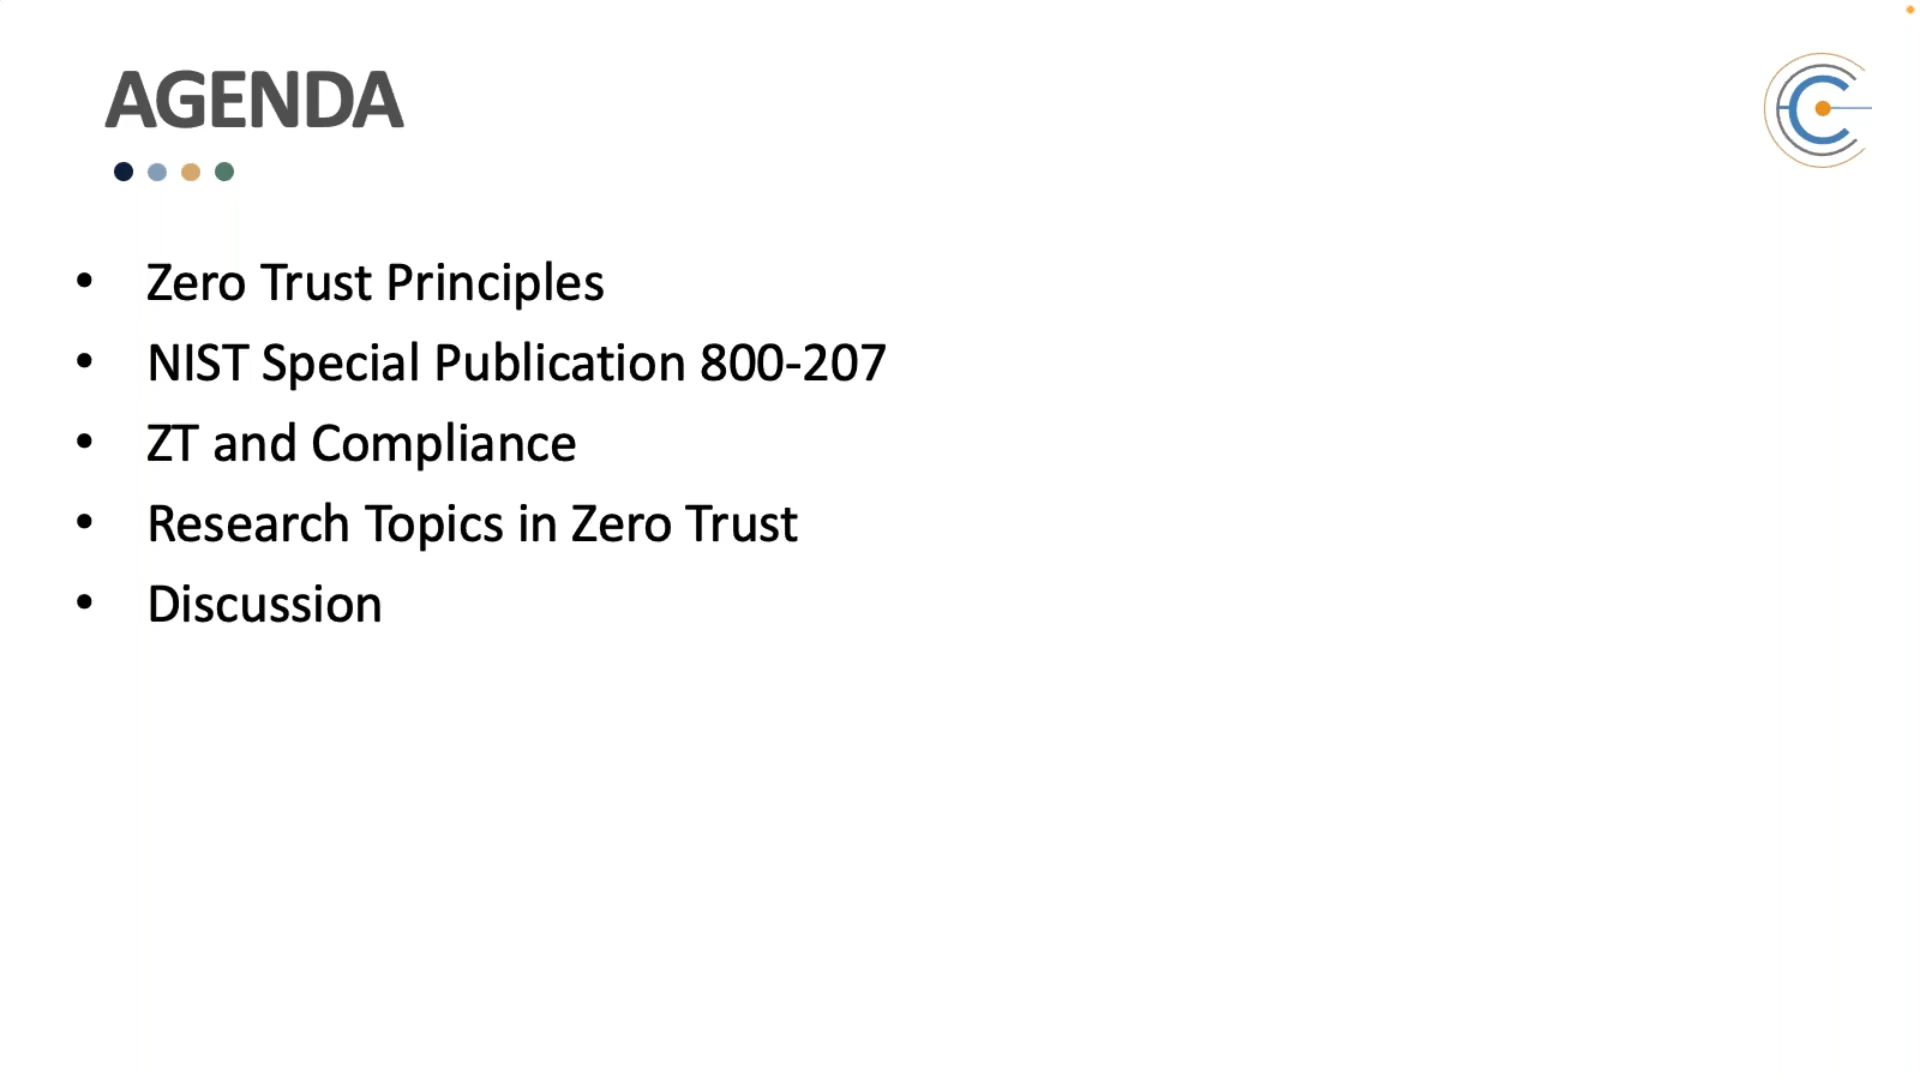 AGENDA
• Zero Trust Principles
• NIST Special Publication 800-207
• ZT and Compliance
• Research Topics in Zero Trust
• Discussion